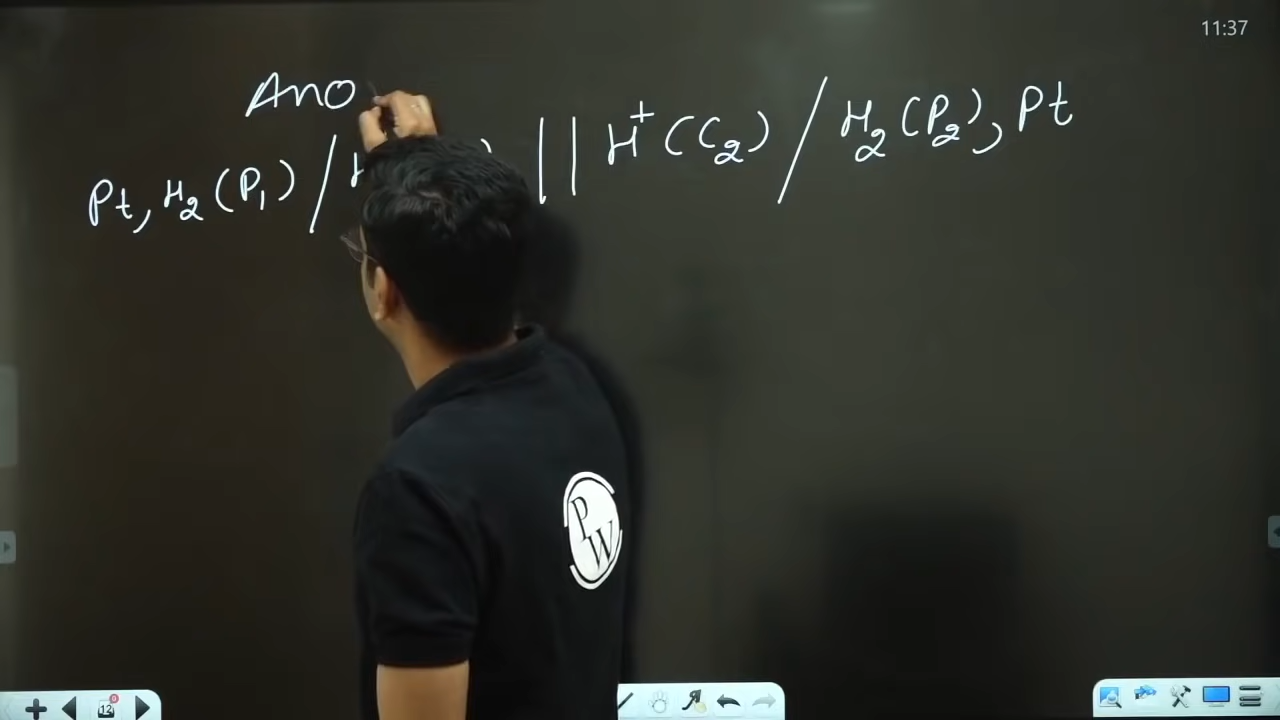 11:37
Ano
Pt, H₂(P₁) / H || H⁺(C₂) / H₂(P₂), Pt
PW
12